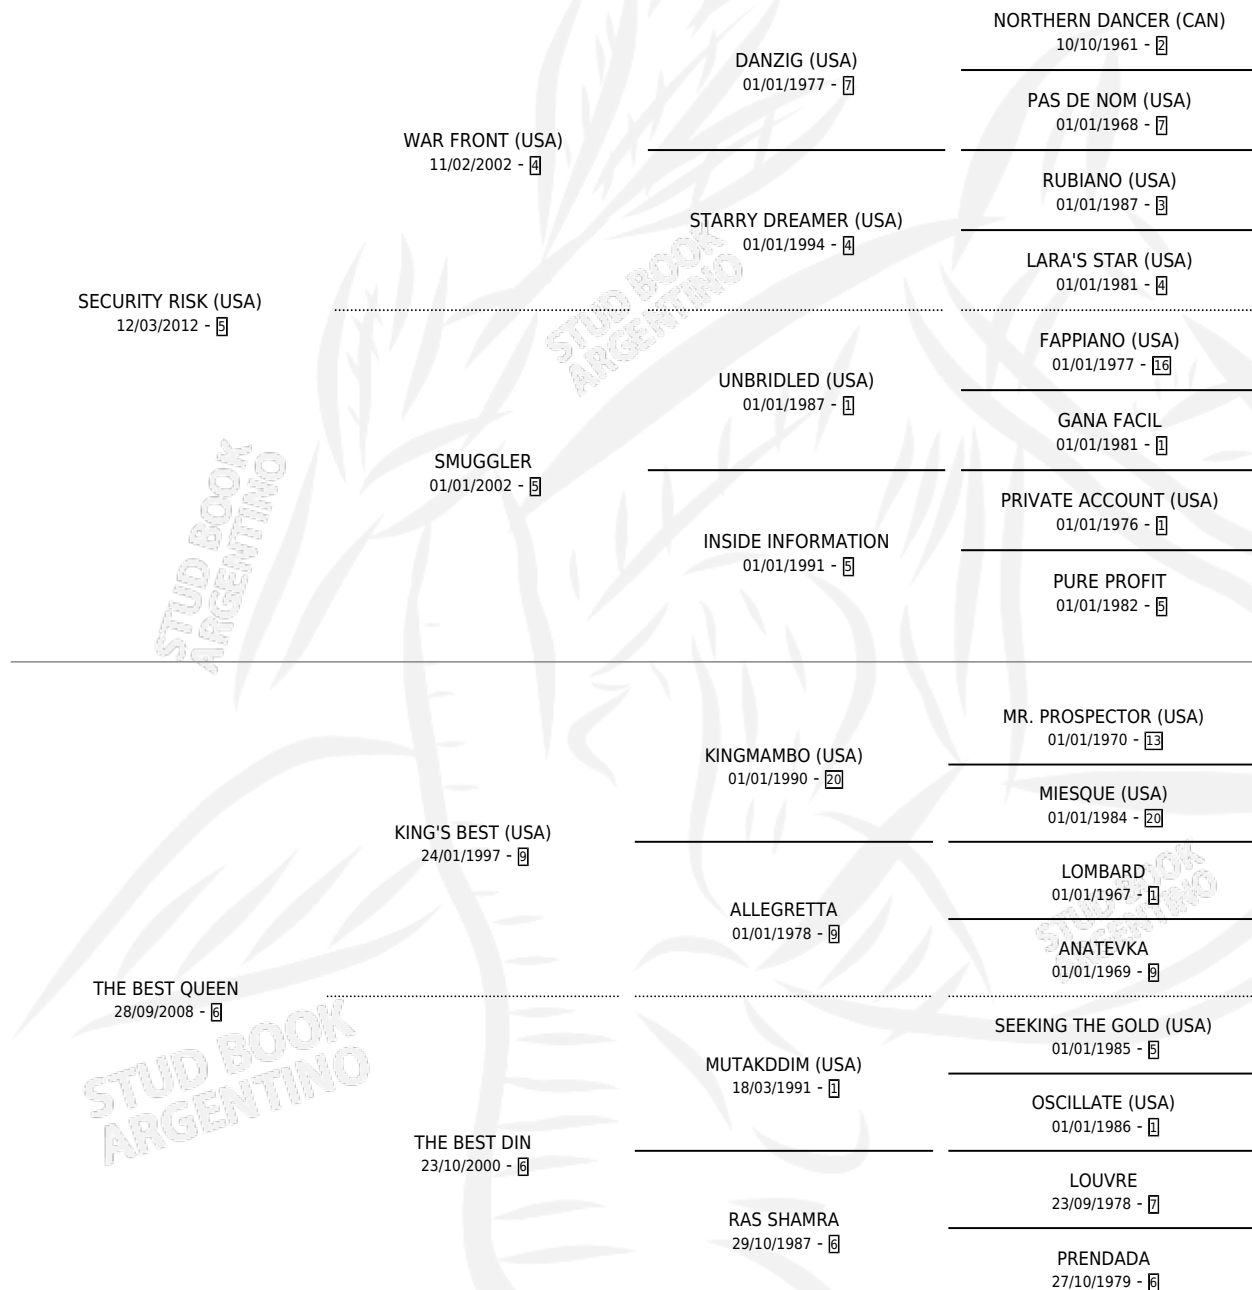 NORTHERN DANCER (CAN)
10/10/1961 - 2
DANZIG (USA)
01/01/1977 - 7
PAS DE NOM (USA)
01/01/1968 - 7
WAR FRONT (USA)
11/02/2002 - 4
RUBIANO (USA)
01/01/1987 - 3
STARRY DREAMER (USA)
01/01/1994 - 4
LARA'S STAR (USA)
01/01/1981 - 4
SECURITY RISK (USA)
12/03/2012 - 5
FAPPIANO (USA)
01/01/1977 - 16
UNBRIDLED (USA)
01/01/1987 - 1
GANA FACIL
01/01/1981 - 1
SMUGGLER
01/01/2002 - 5
PRIVATE ACCOUNT (USA)
01/01/1976 - 1
INSIDE INFORMATION
01/01/1991 - 5
PURE PROFIT
01/01/1982 - 5
MR. PROSPECTOR (USA)
01/01/1970 - 13
KINGMAMBO (USA)
01/01/1990 - 20
MIESQUE (USA)
01/01/1984 - 20
KING'S BEST (USA)
24/01/1997 - 9
LOMBARD
01/01/1967 - 1
ALLEGRETTA
01/01/1978 - 9
ANATEVKA
01/01/1969 - 9
THE BEST QUEEN
28/09/2008 - 6
SEEKING THE GOLD (USA)
01/01/1985 - 5
MUTAKDDIM (USA)
18/03/1991 - 1
OSCILLATE (USA)
01/01/1986 - 1
THE BEST DIN
23/10/2000 - 6
LOUVRE
23/09/1978 - 7
RAS SHAMRA
29/10/1987 - 6
PRENDADA
27/10/1979 - 6
STUD BOOK
ARGENTINO
STUD BOOK
ARGENTINO
STUD BOOK
ARGENTINO
STUD BOOK
ARGENTINO